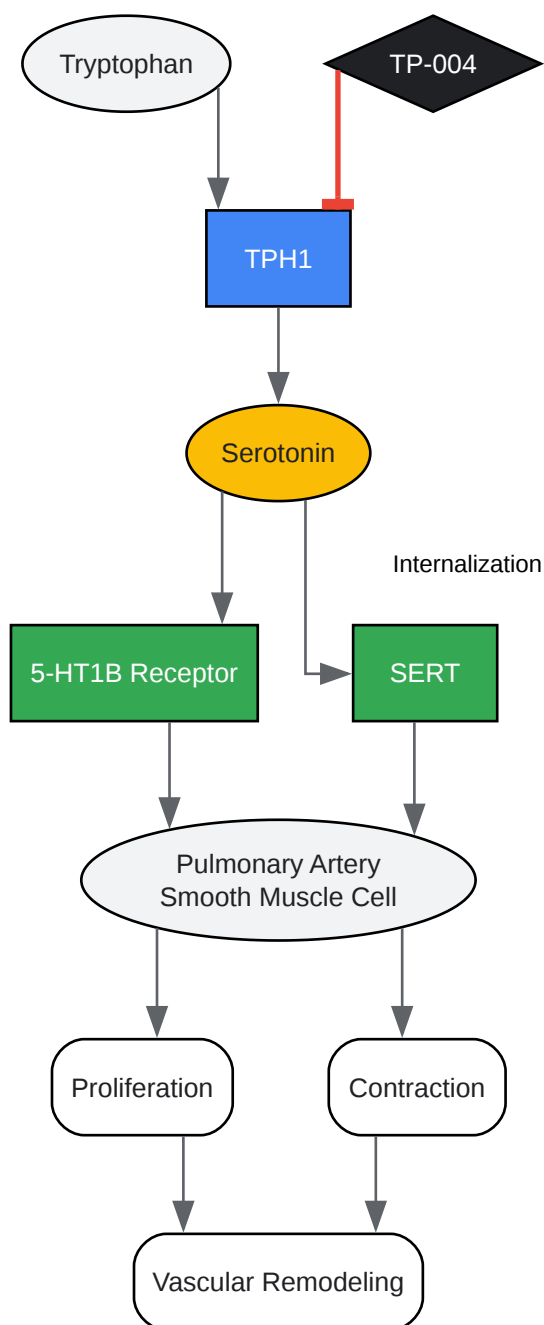 Tryptophan
TP-004
TPH1
Serotonin
Internalization
5-HT1B Receptor
SERT
Pulmonary Artery
Smooth Muscle Cell
Proliferation
Contraction
Vascular Remodeling